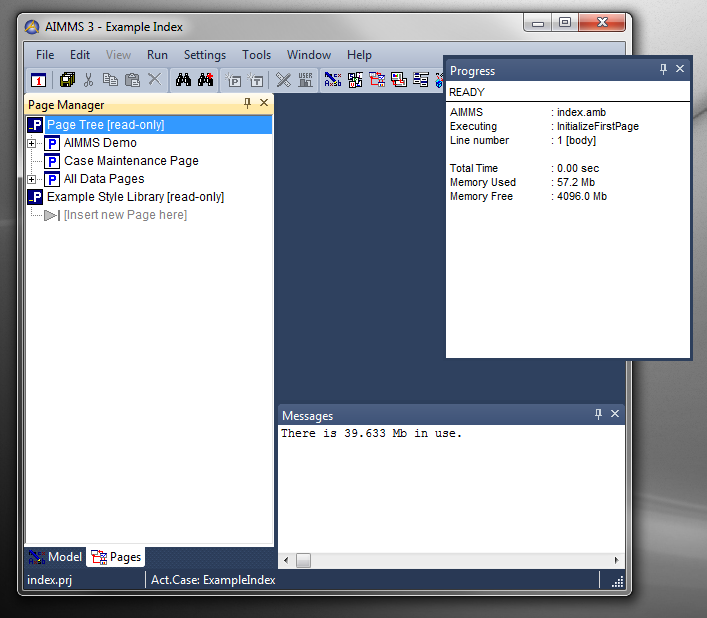 AIMMS 3 - Example Index
File Edit View Run Settings Tools Window Help
1 P T USER
Page Manager
P Page Tree [read-only]
P AIMMS Demo
P Case Maintenance Page
P All Data Pages
P Example Style Library [read-only]
[Insert new Page here]
Model Pages
Progress
READY
AIMMS : index.amb
Executing : InitializeFirstPage
Line number : 1 [body]
Total Time : 0.00 sec
Memory Used : 57.2 Mb
Memory Free : 4096.0 Mb
Messages
There is 39.633 Mb in use.
index.prj Act.Case: ExampleIndex